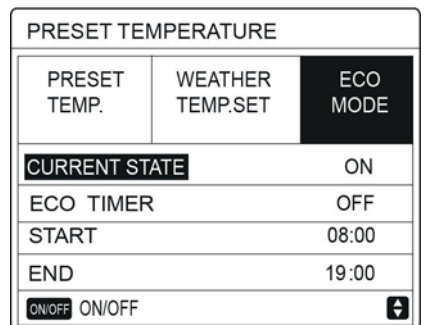 PRESET TEMPERATURE
PRESET TEMP.
WEATHER TEMP.SET
ECO MODE
CURRENT STATE ON
ECO TIMER OFF
START 08:00
END 19:00
ON/OFF ON/OFF